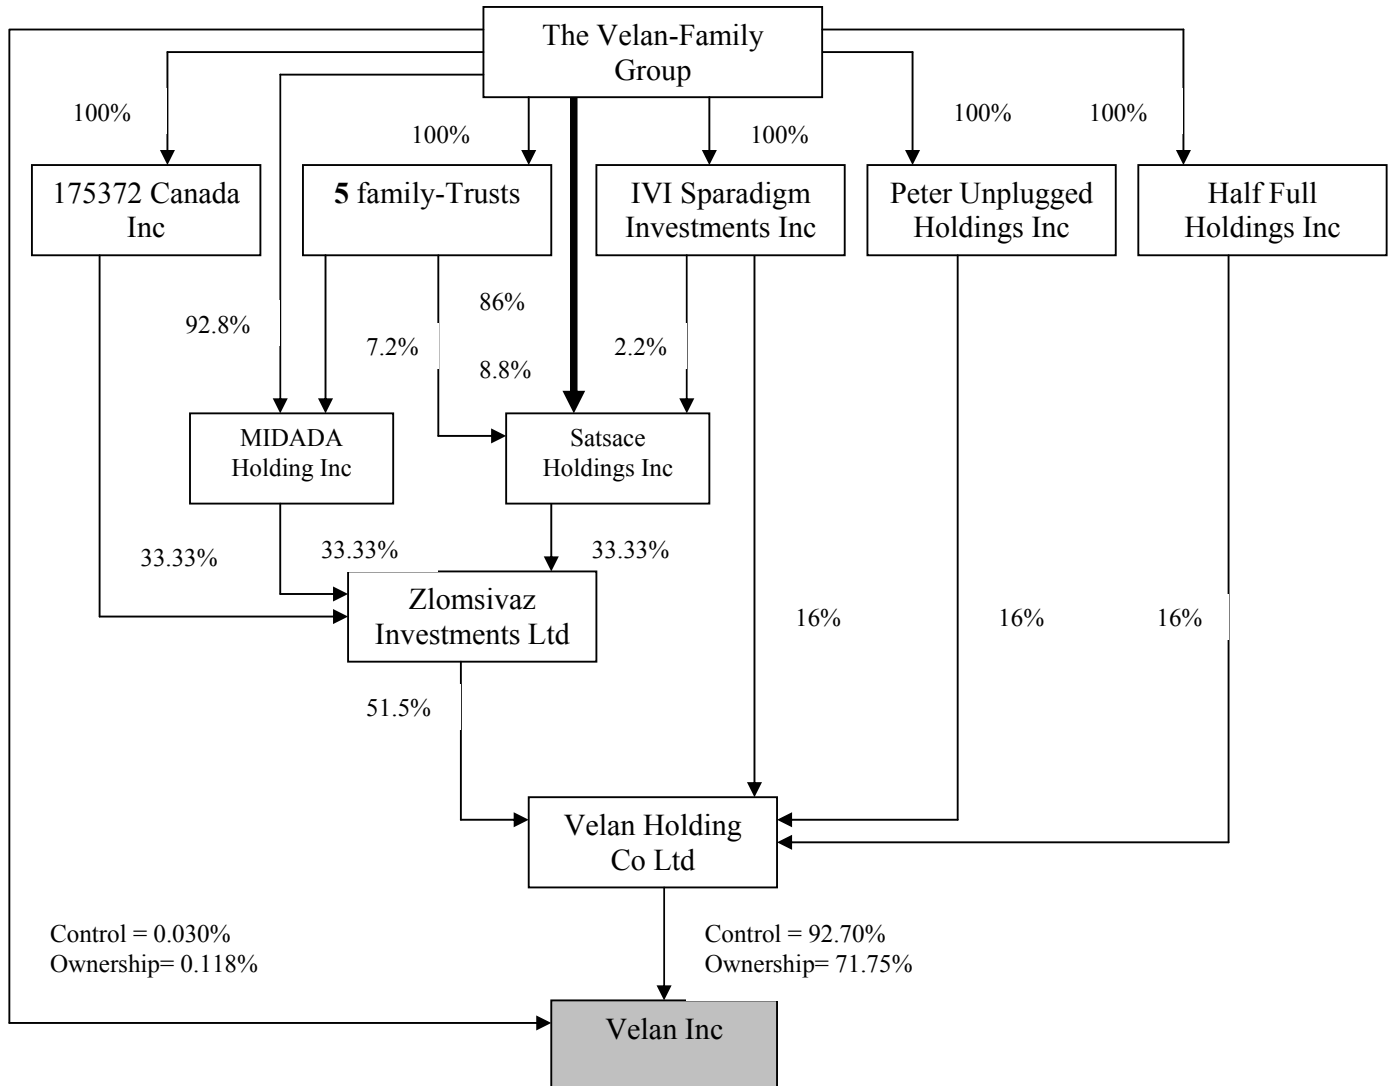 The Velan-Family
Group
100%
100%
100%
100%
100%
175372 Canada
Inc
5 family-Trusts
IVI Sparadigm
Investments Inc
Peter Unplugged
Holdings Inc
Half Full
Holdings Inc
92.8%
7.2%
86%
8.8%
2.2%
MIDADA
Holding Inc
Satsace
Holdings Inc
33.33%
33.33%
33.33%
Zlomsivaz
Investments Ltd
16%
16%
16%
51.5%
Velan Holding
Co Ltd
Control = 0.030%
Ownership= 0.118%
Control = 92.70%
Ownership= 71.75%
Velan Inc